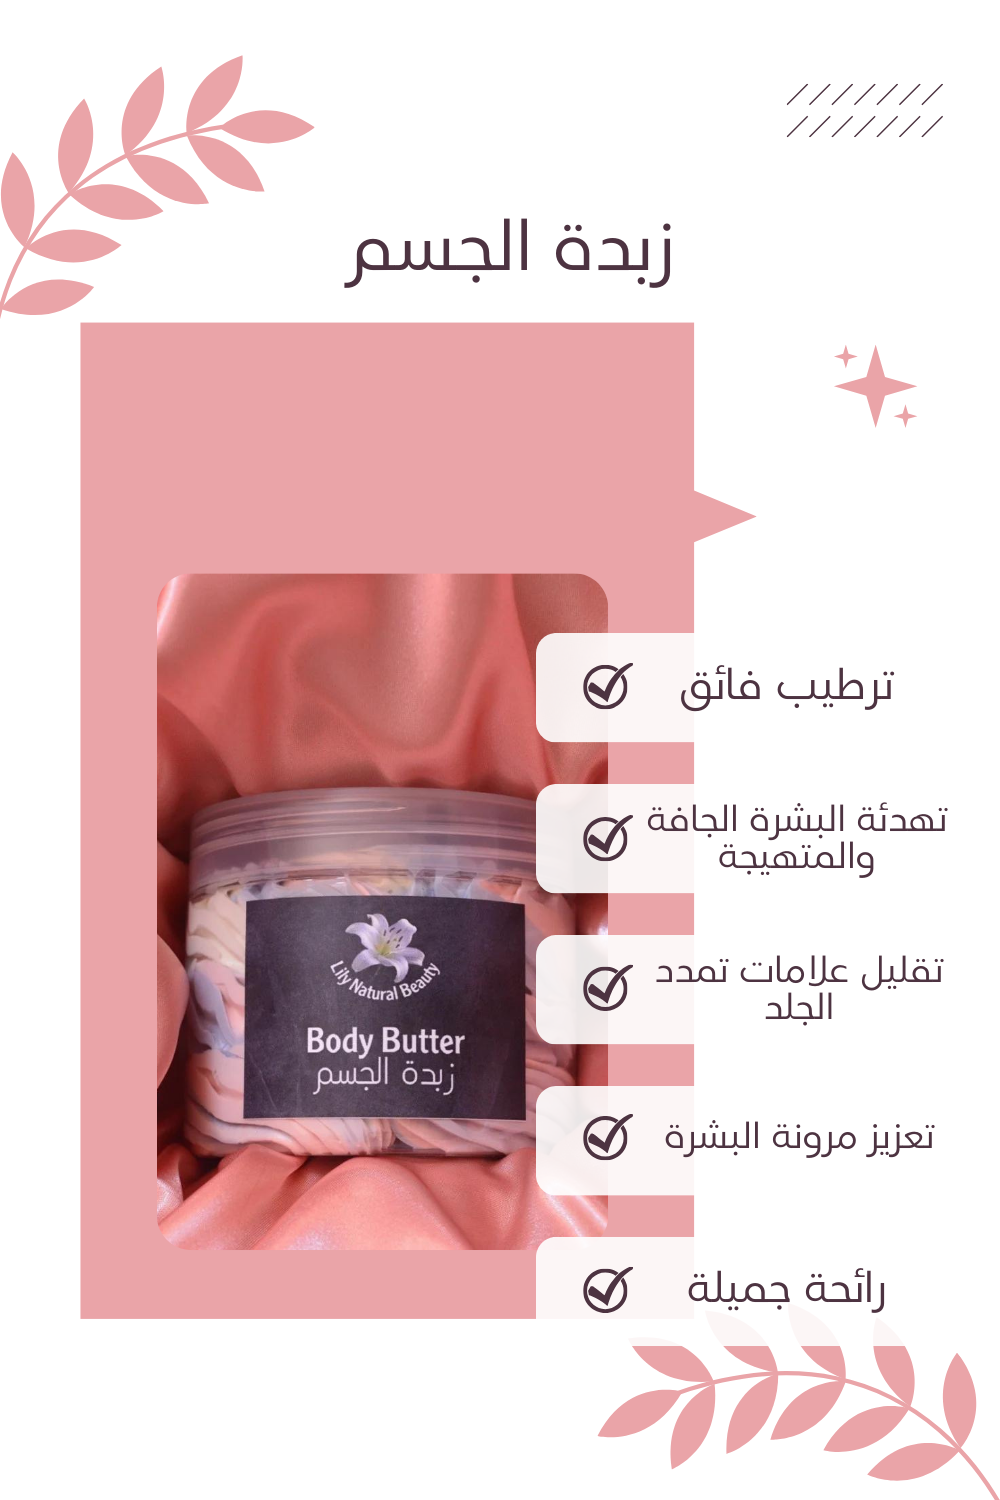 زبدة الجسم
ترطيب فائق
تهدئة البشرة الجافة
والمتهيجة
تقليل علامات تمدد
الجلد
تعزيز مرونة البشرة
رائحة جميلة
Lily Natural Beauty
Body Butter
زبدة الجسم